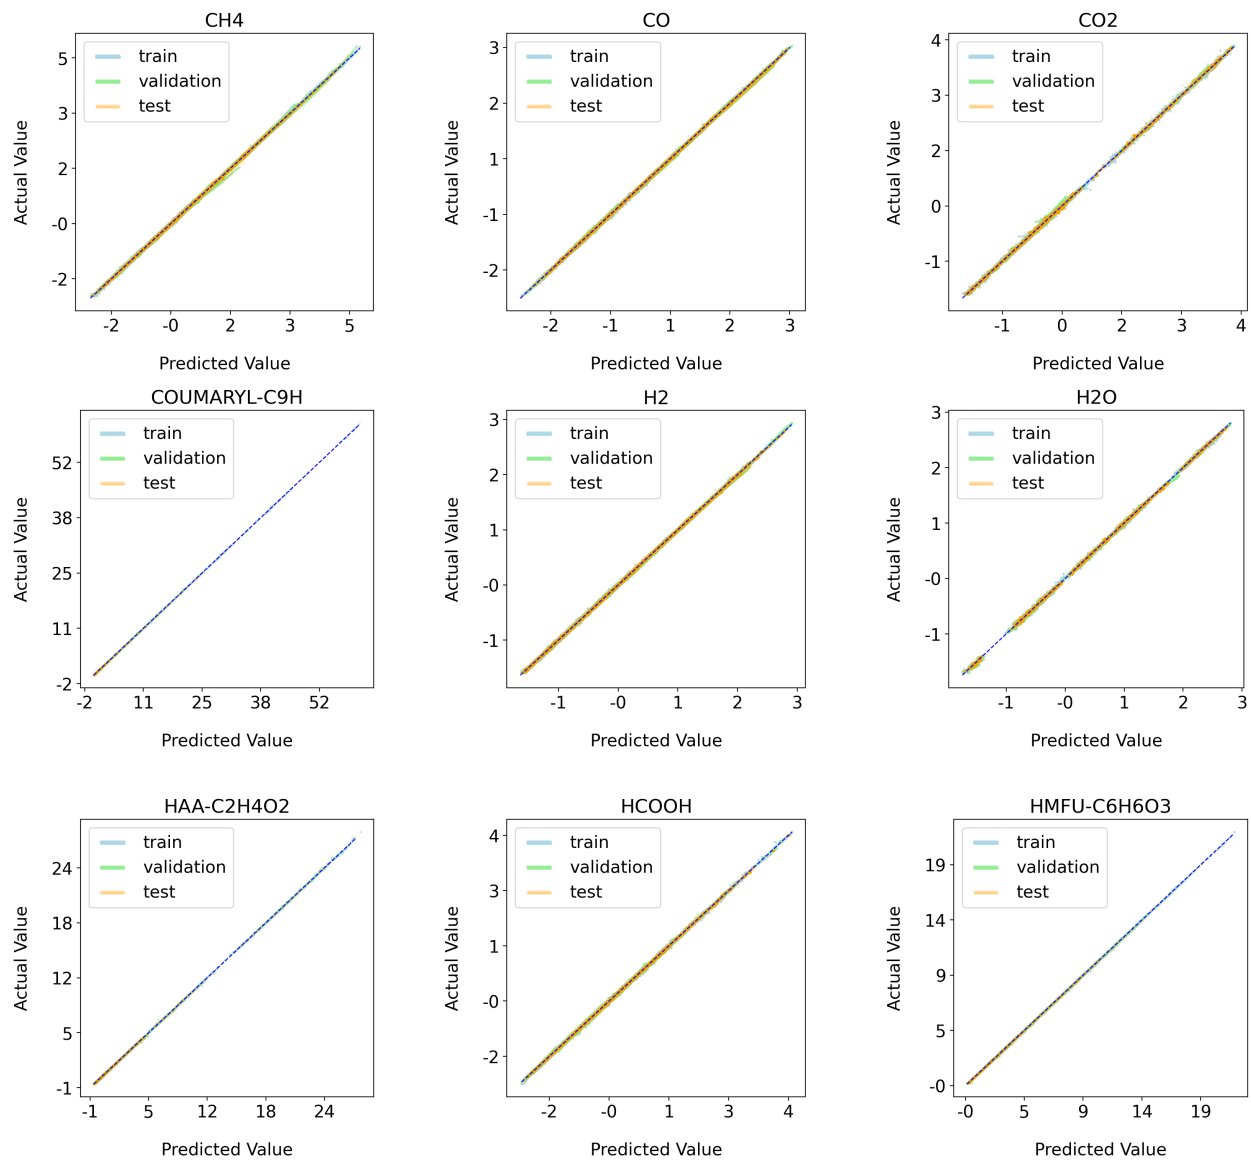 CH4
train
validation
test
Actual Value
5
3
2
-0
-2
-2
-0
2
3
5
Predicted Value
CO
train
validation
test
Actual Value
3
2
1
-1
-2
-2
-1
1
2
3
Predicted Value
CO2
train
validation
test
Actual Value
4
3
2
0
-1
-1
0
2
3
4
Predicted Value
COUMARYL-C9H
train
validation
test
Actual Value
52
38
25
11
-2
-2
11
25
38
52
Predicted Value
H2
train
validation
test
Actual Value
3
2
1
-0
-1
-1
0
1
2
3
Predicted Value
H2O
train
validation
test
Actual Value
3
2
1
-0
-1
-1
-0
1
2
3
Predicted Value
HAA-C2H4O2
train
validation
test
Actual Value
24
18
12
5
-1
-1
5
12
18
24
Predicted Value
HCOOH
train
validation
test
Actual Value
4
3
1
-0
-2
-2
-0
1
3
4
Predicted Value
HMFU-C6H6O3
train
validation
test
Actual Value
19
14
9
5
-0
-0
5
9
14
19
Predicted Value